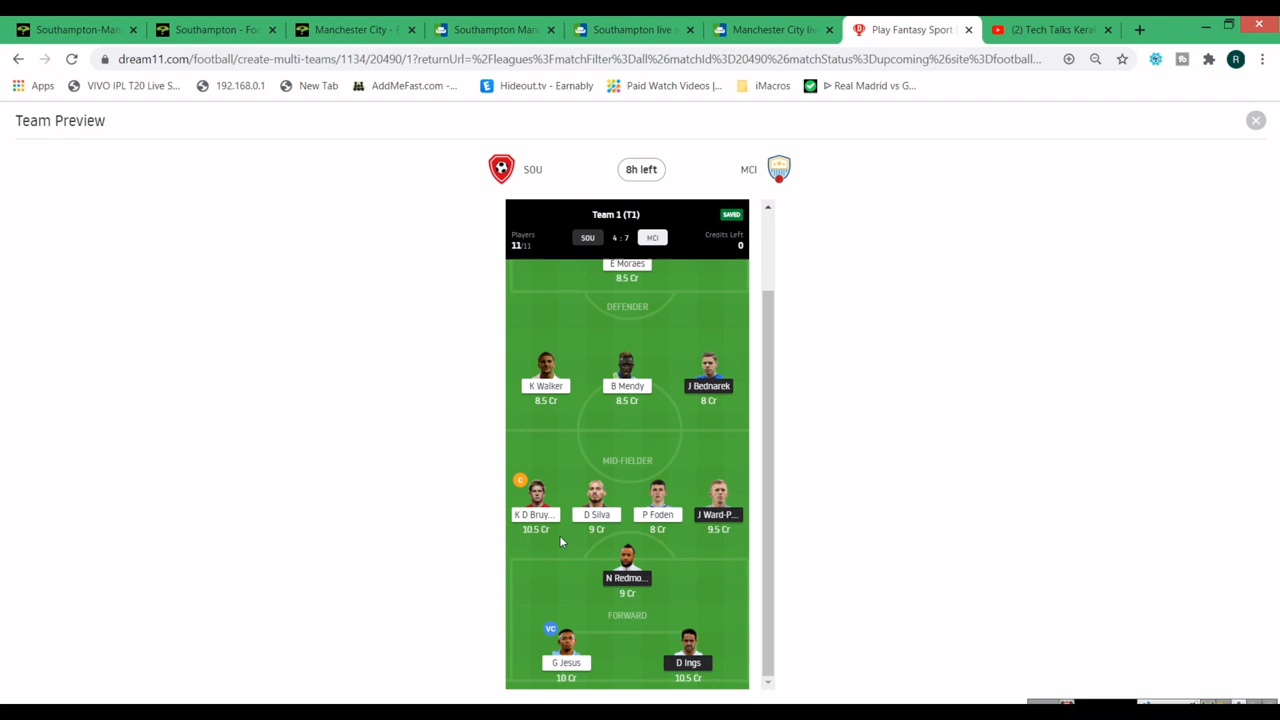 Southampton-Man
Southampton - Foo
Manchester City - F
Southampton Man
Southampton live s
Manchester City live
Play Fantasy Sport |
(2) Tech Talks Keral
dream11.com/football/create-multi-teams/1134/20490/1?returnUrl=%2Fleagues%3FmatchFilter%3Dall%26matchId%3D20490%26matchStatus%3Dupcoming%26site%3Dfootball...
R
Apps
VIVO IPL T20 Live S...
192.168.0.1
New Tab
AddMeFast.com -...
Hideout.tv - Earnably
Paid Watch Videos |...
iMacros
▷ Real Madrid vs G...
Team Preview
SOU
8h left
MCI
Team 1 (T1)
SAVED
Players
11/11
SOU 4 : 7 MCI
Credits Left
0
E Moraes
8.5 Cr
DEFENDER
K Walker
B Mendy
J Bednarek
8.5 Cr
8.5 Cr
8 Cr
MID-FIELDER
C
K D Bruy...
D Silva
P Foden
J Ward-P...
10.5 Cr
9 Cr
8 Cr
9.5 Cr
N Redmo...
9 Cr
FORWARD
VC
G Jesus
D Ings
10 Cr
10.5 Cr